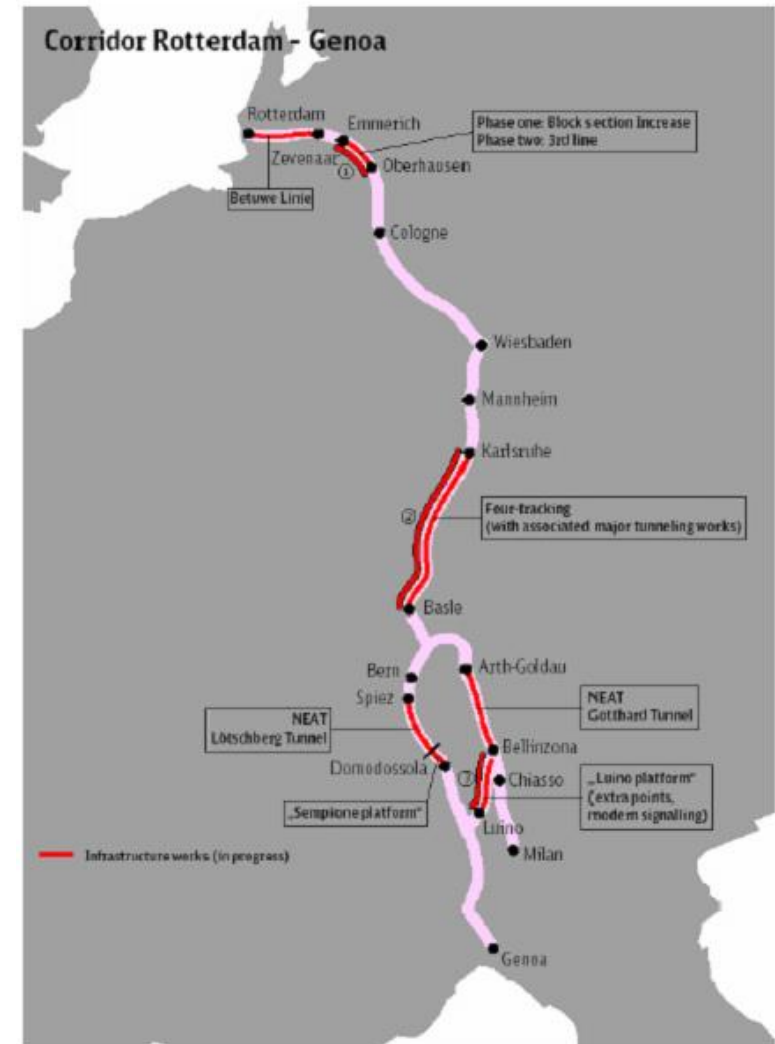 Corridor Rotterdam – Genoa
Rotterdam
Emmerich
Phase one: Block section Increase
Phase two: 3rd line
Zevenaar
①
Oberhausen
Betuwe Linie
Cologne
Wiesbaden
Mannheim
Karlsruhe
②
Four-tracking
(with associated major tunneling works)
Basle
Bern
Arth-Goldau
Spiez
NEAT
Lötschberg Tunnel
NEAT
Gotthard Tunnel
Bellinzona
Domodossola
Chiasso
„Luino platform“
(extra points,
modern signalling)
„Sempione platform“
Luino
Milan
Infrastructure works (in progress)
Genoa